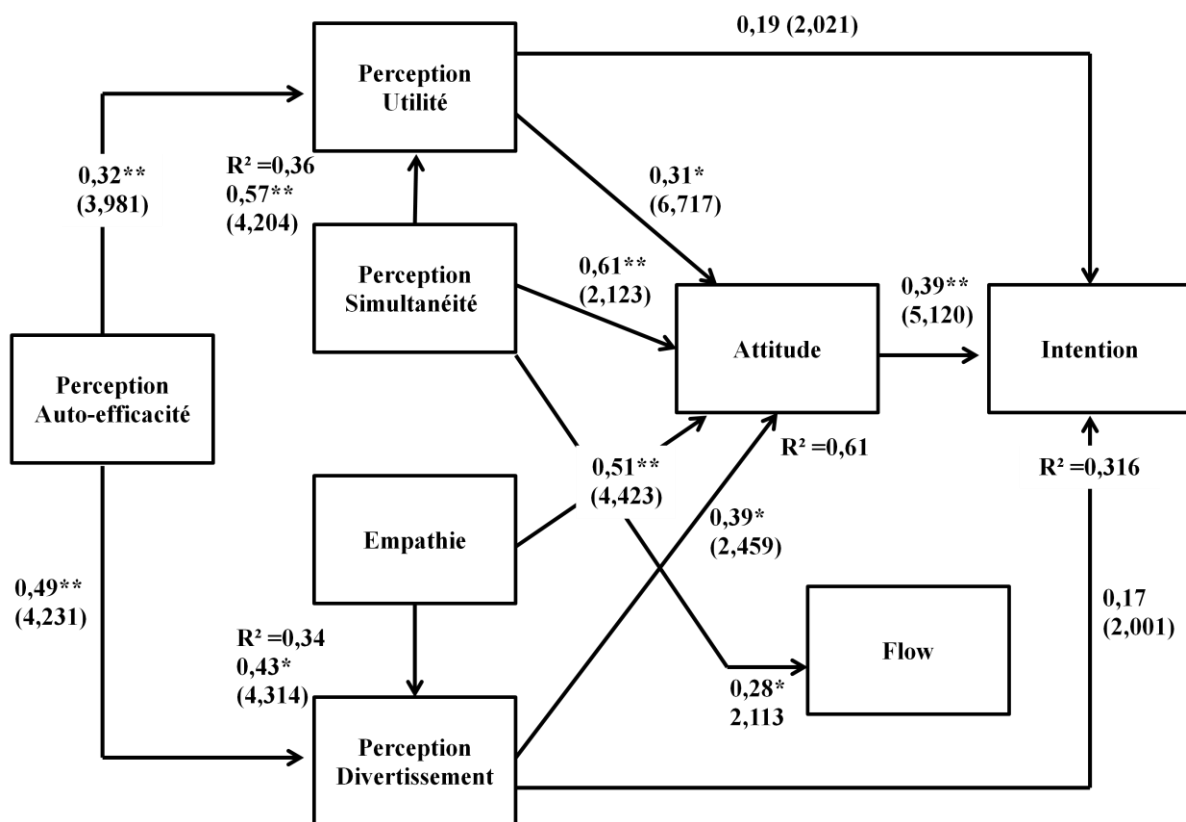 0,19 (2,021)
Perception
Utilité
0,32**
(3,981)
R² =0,36
0,57**
(4,204)
0,31*
(6,717)
Perception
Simultanéité
0,61**
(2,123)
0,39**
(5,120)
Attitude
Intention
Perception
Auto-efficacité
R² =0,61
R² =0,316
0,51**
(4,423)
Empathie
0,39*
(2,459)
0,49**
(4,231)
0,17
(2,001)
R² =0,34
0,43*
(4,314)
Flow
0,28*
2,113
Perception
Divertissement